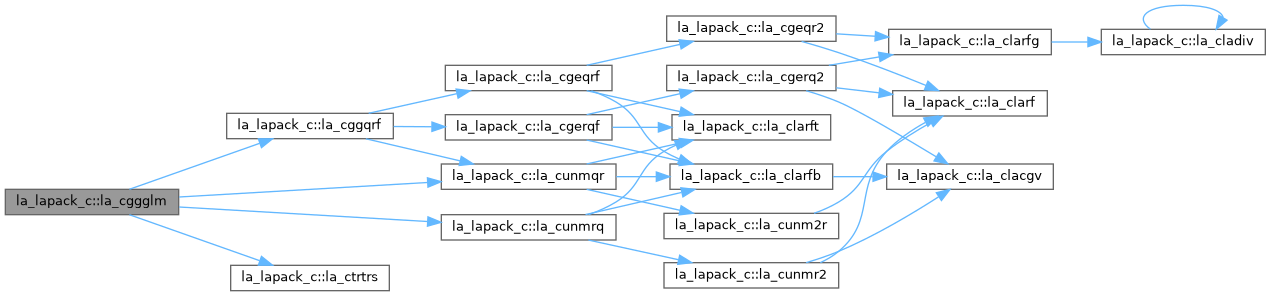 la_lapack_c::la_cggglm
la_lapack_c::la_cggqrf
la_lapack_c::la_ctrtrs
la_lapack_c::la_cgeqrf
la_lapack_c::la_cgerqf
la_lapack_c::la_cunmqr
la_lapack_c::la_cunmrq
la_lapack_c::la_cgeqr2
la_lapack_c::la_cgerq2
la_lapack_c::la_clarft
la_lapack_c::la_clarfb
la_lapack_c::la_cunm2r
la_lapack_c::la_cunmr2
la_lapack_c::la_clarfg
la_lapack_c::la_clarf
la_lapack_c::la_clacgv
la_lapack_c::la_cladiv